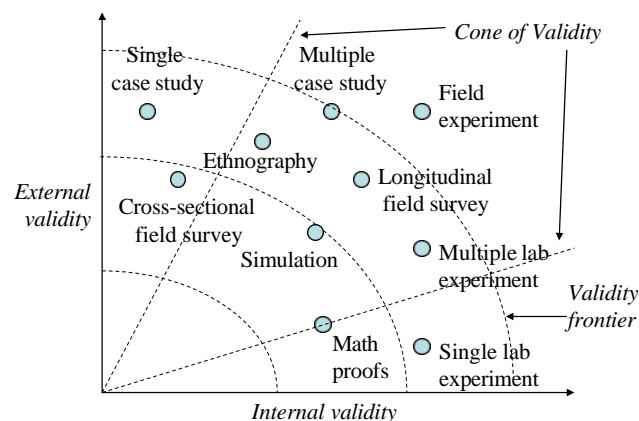 Cone of Validity
Single
case study
Multiple
case study
Field
experiment
Ethnography
Longitudinal
field survey
External
validity
Cross-sectional
field survey
Simulation
Multiple lab
experiment
Validity
frontier
Math
proofs
Single lab
experiment
Internal validity